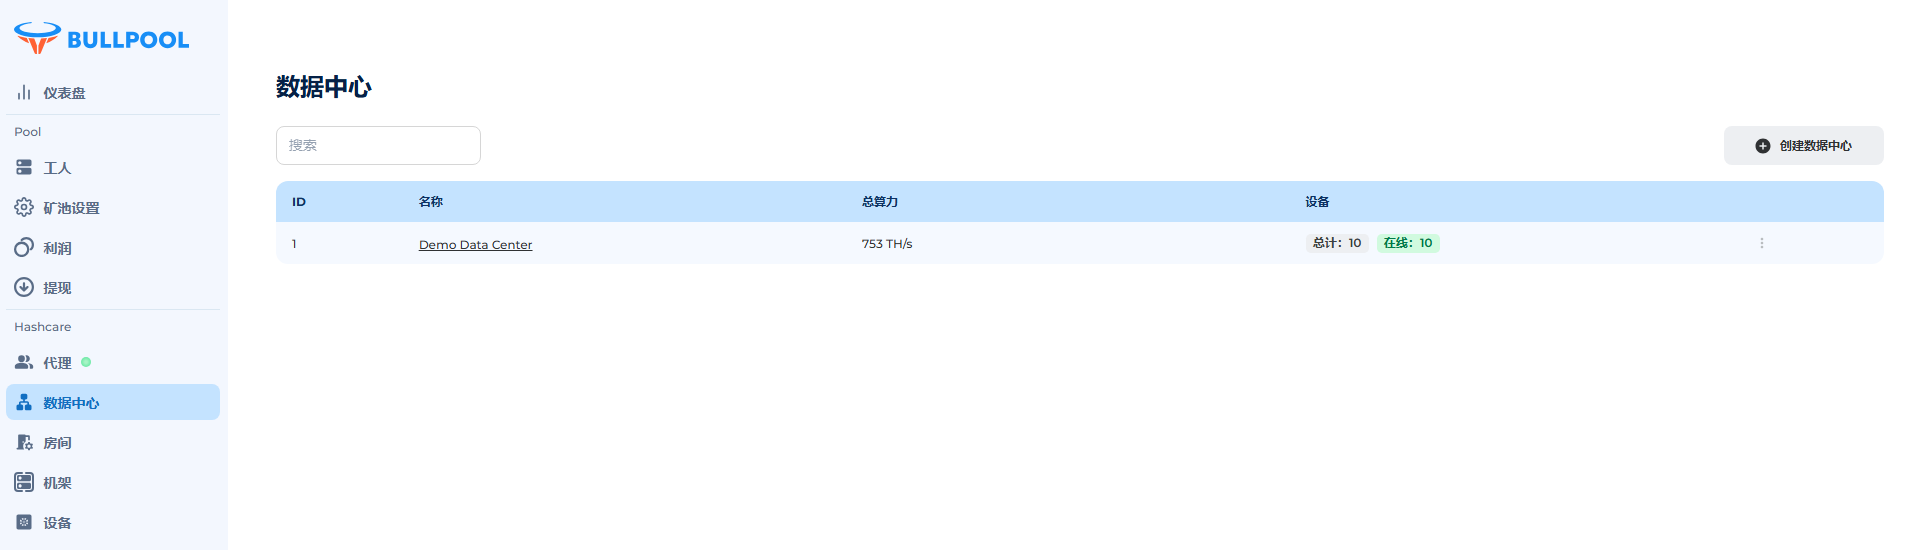 BULLPOOL
仪表盘
Pool
工人
矿池设置
利润
提现
Hashcare
代理
数据中心
房间
机架
设备
数据中心
搜索
创建数据中心
ID 名称 总算力 设备
1 Demo Data Center 753 TH/s 总计：10 在线：10